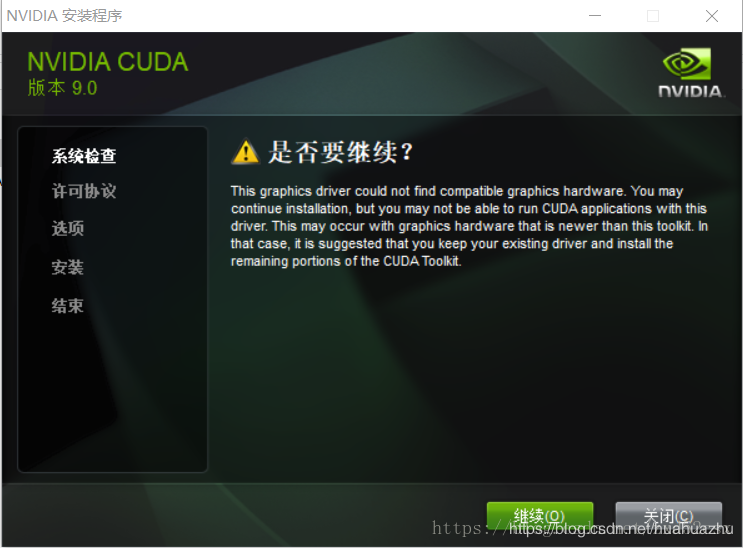 NVIDIA 安装程序
NVIDIA CUDA
版本 9.0
NVIDIA.
系统检查
许可协议
选项
安装
结束
是否要继续？
This graphics driver could not find compatible graphics hardware. You may
continue installation, but you may not be able to run CUDA applications with this
driver. This may occur with graphics hardware that is newer than this toolkit. In
that case, it is suggested that you keep your existing driver and install the
remaining portions of the CUDA Toolkit.
继续(O)
关闭(C)
https://blog.csdn.net/huahuazhu